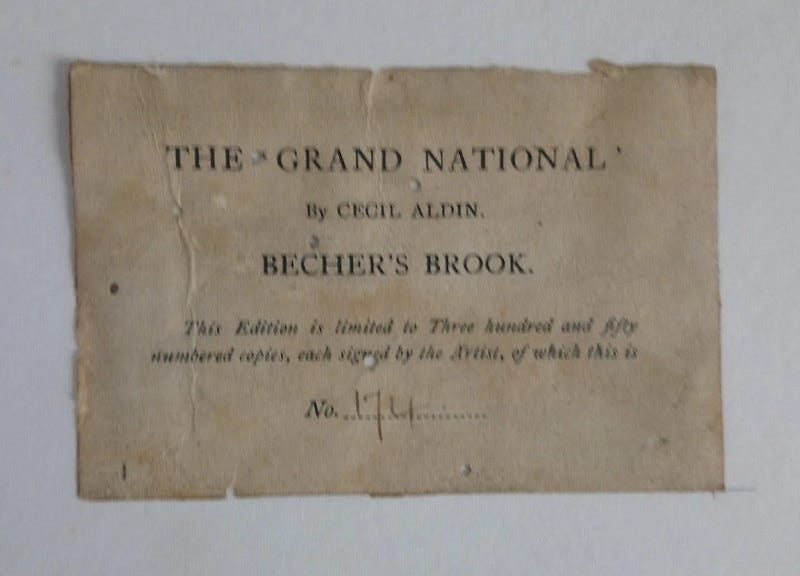 THE "GRAND NATIONAL"
By CECIL ALDIN.
BECHER'S BROOK.
This Edition is limited to Three hundred and fifty
numbered copies, each signed by the Artist, of which this is
No. 174